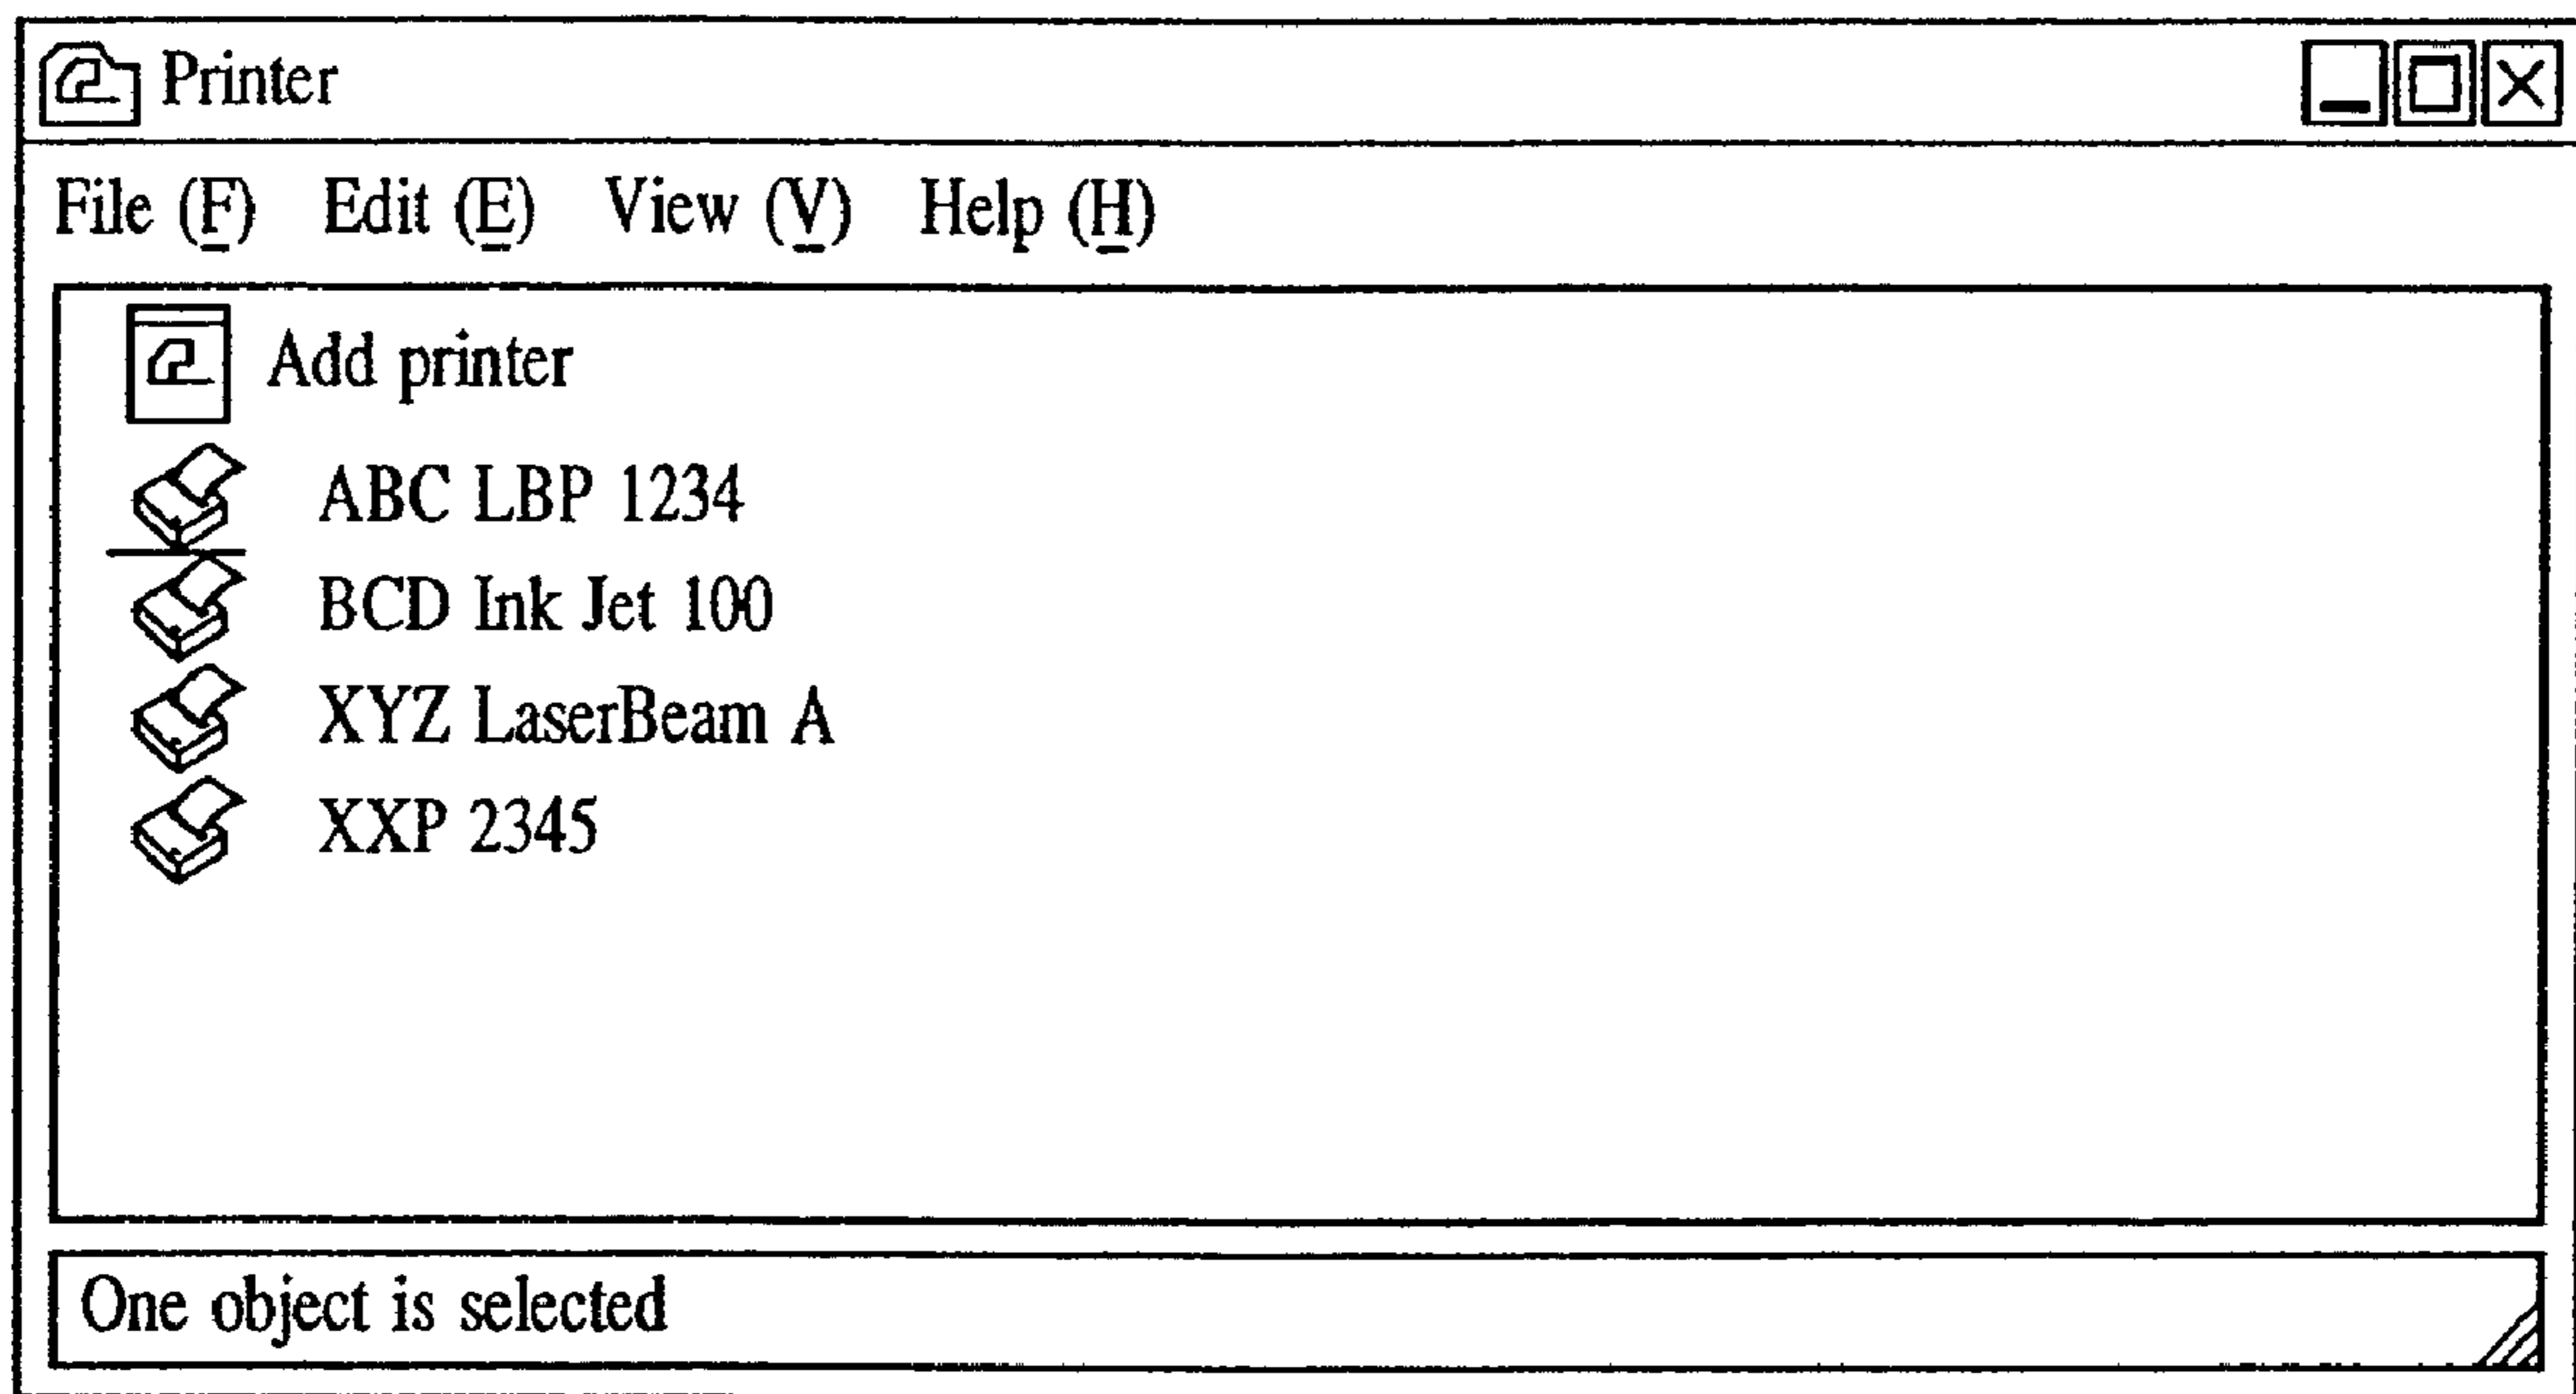 Printer
File (F) Edit (E) View (V) Help (H)
Add printer
ABC LBP 1234
BCD Ink Jet 100
XYZ LaserBeam A
XXP 2345
One object is selected